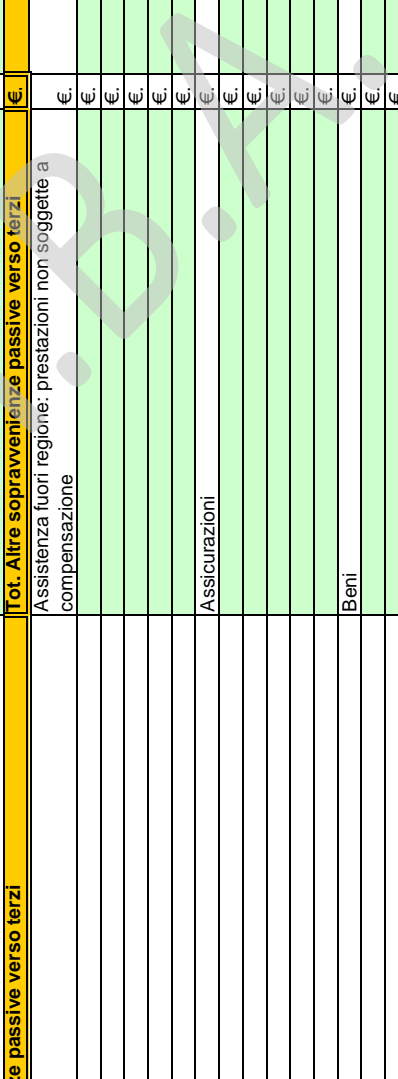 passive verso terzi Tot. Altre sopravvenienze passive verso terzi €.
Assistenza fuori regione: prestazioni non soggette a
compensazione €.
€.
€.
€.
€.
€.
Assicurazioni €.
€.
€.
€.
€.
€.
Beni €.
€.
.B.A.